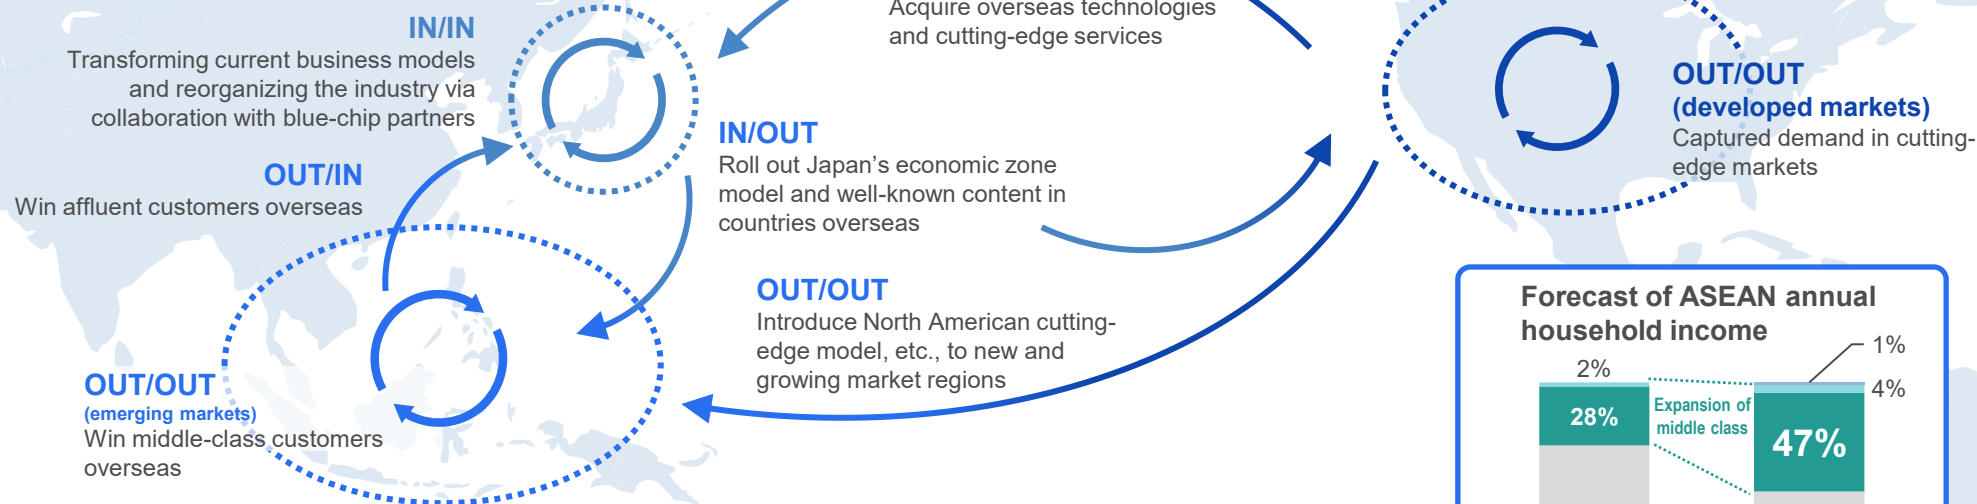 Acquire overseas technologies
and cutting-edge services
IN/IN
Transforming current business models
and reorganizing the industry via
collaboration with blue-chip partners
OUT/IN
Win affluent customers overseas
IN/OUT
Roll out Japan’s economic zone
model and well-known content in
countries overseas
OUT/OUT
(developed markets)
Captured demand in cutting-
edge markets
OUT/OUT
Introduce North American cutting-
edge model, etc., to new and
growing market regions
OUT/OUT
(emerging markets)
Win middle-class customers
overseas
Forecast of ASEAN annual
household income
2%
28%
Expansion of
middle class
1%
4%
47%